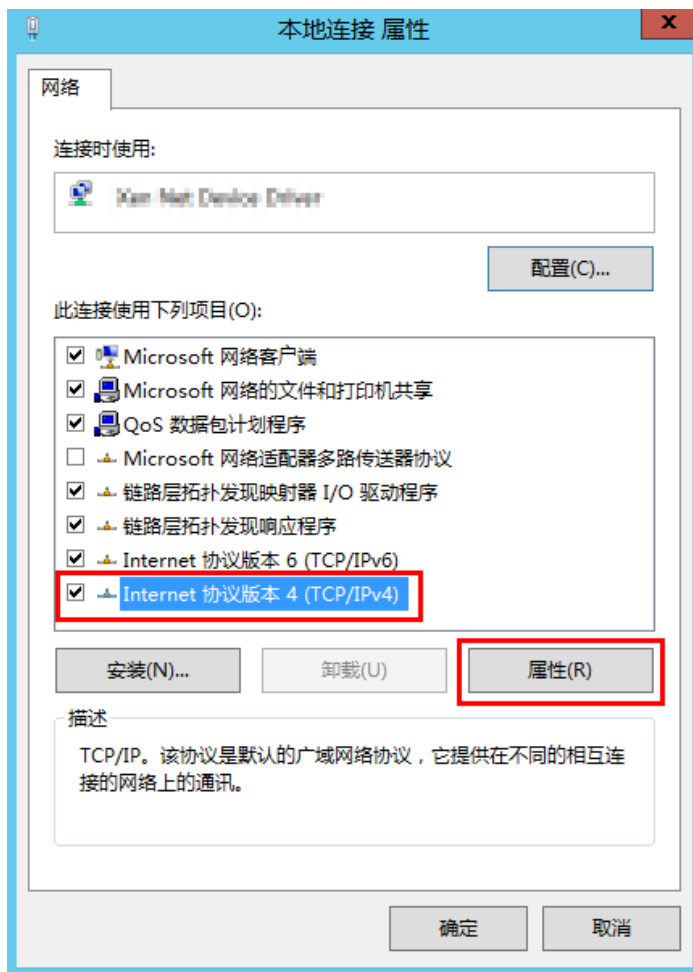 本地连接 属性
x
网络
连接时使用:
Xen Net Device Driver
配置(C)...
此连接使用下列项目(O):
Microsoft 网络客户端
Microsoft 网络的文件和打印机共享
QoS 数据包计划程序
Microsoft 网络适配器多路传送器协议
链路层拓扑发现映射器 I/O 驱动程序
链路层拓扑发现响应程序
Internet 协议版本 6 (TCP/IPv6)
Internet 协议版本 4 (TCP/IPv4)
安装(N)... 卸载(U) 属性(R)
描述
TCP/IP。该协议是默认的广域网络协议，它提供在不同的相互连
接的网络上的通讯。
确定 取消